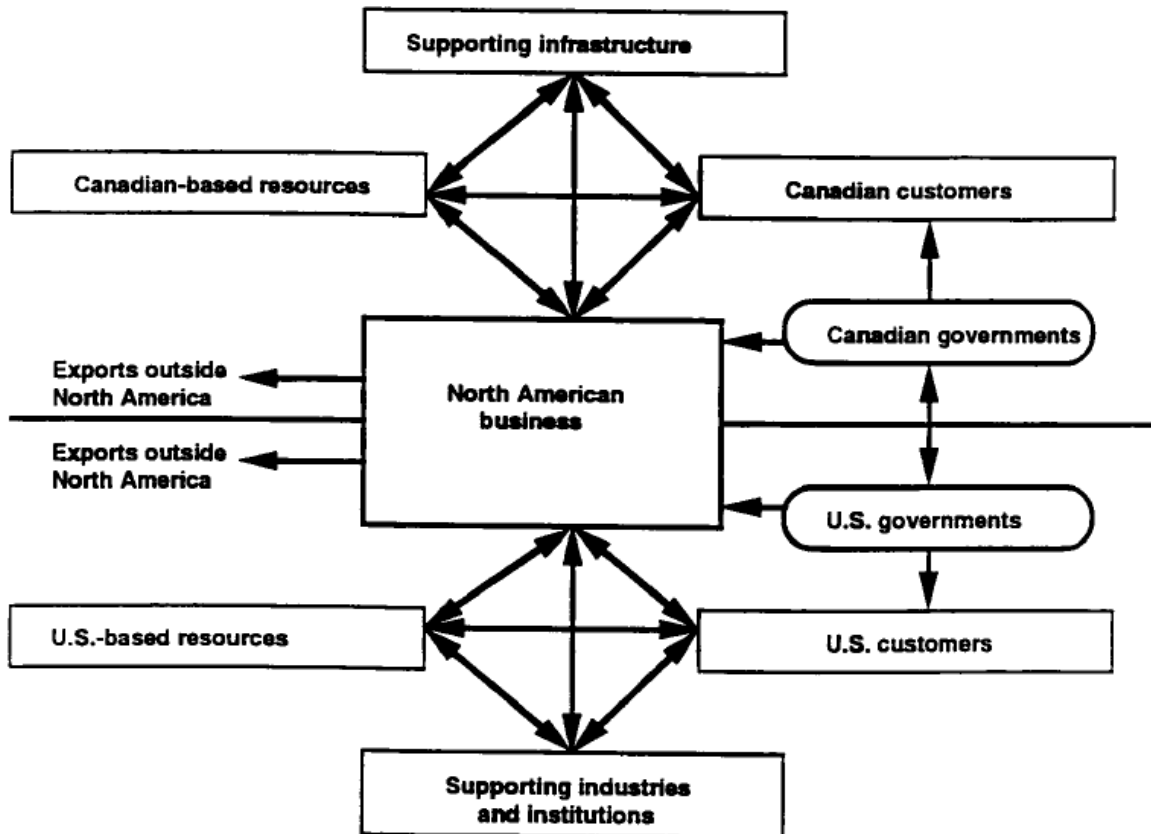 Supporting infrastructure
Canadian-based resources
Canadian customers
Canadian governments
Exports outside
North America
North American
business
Exports outside
North America
U.S. governments
U.S.-based resources
U.S. customers
Supporting industries
and institutions